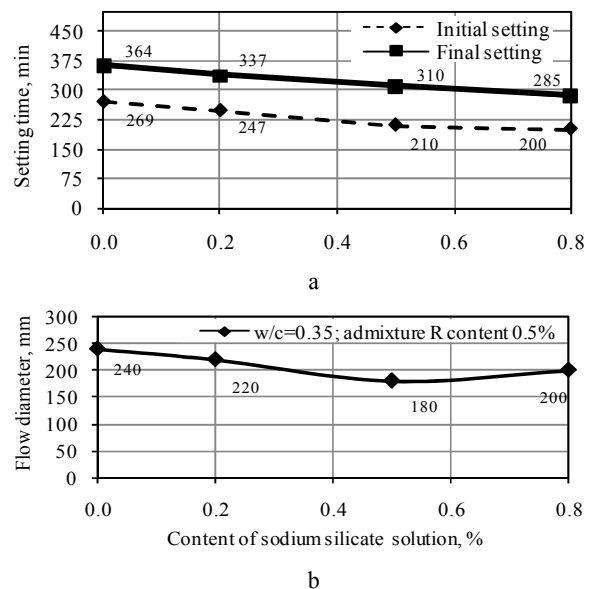 450
Initial setting
375
364
337
Final setting
310
285
300
225
269
247
210
200
150
75
0
Setting time, min
0.0 0.2 0.4 0.6 0.8
a
300
w/c=0.35; admixture R content 0.5%
250
200
240
220
180
200
150
100
50
0
Flow diameter, mm
0.0 0.2 0.4 0.6 0.8
Content of sodium silicate solution, %
b